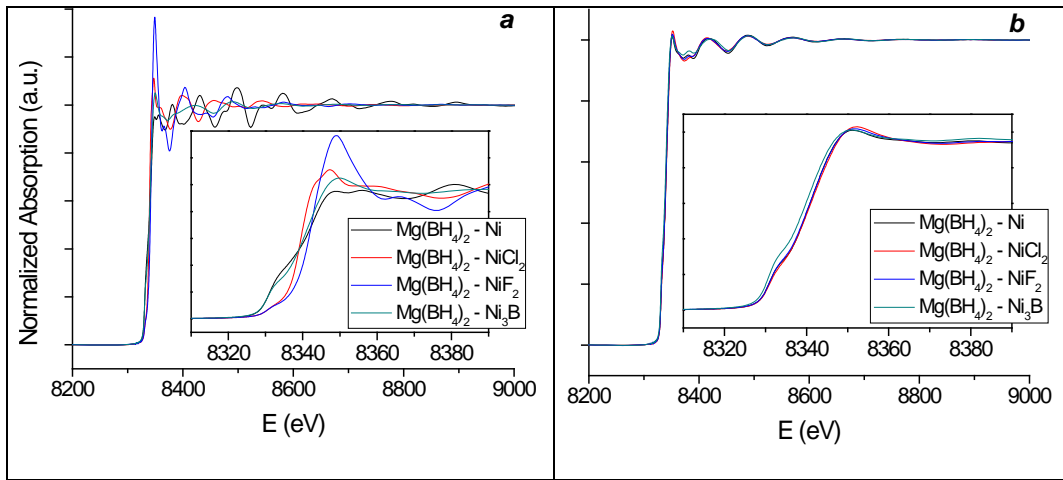 a
Normalized Absorption (a.u.)
Mg(BH₄)₂ - Ni
Mg(BH₄)₂ - NiCl₂
Mg(BH₄)₂ - NiF₂
Mg(BH₄)₂ - Ni₃B
8320 8340 8360 8380
8200 8400 8600 8800 9000
E (eV)
b
Mg(BH₄)₂ - Ni
Mg(BH₄)₂ - NiCl₂
Mg(BH₄)₂ - NiF₂
Mg(BH₄)₂ - Ni₃B
8320 8340 8360 8380
8200 8400 8600 8800 9000
E (eV)